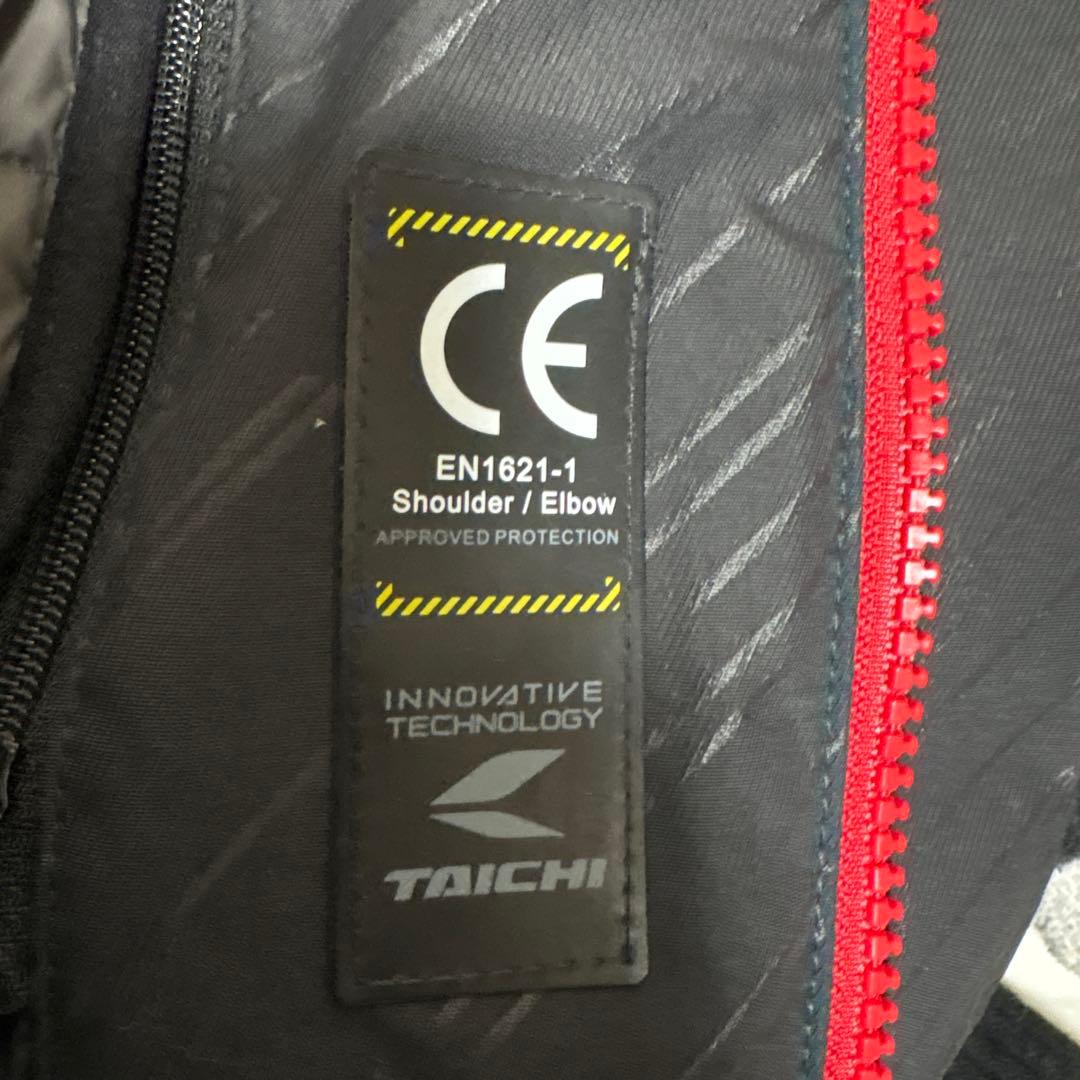 CE
EN1621-1
Shoulder / Elbow
APPROVED PROTECTION
INNOVATIVE
TECHNOLOGY
TAICHI